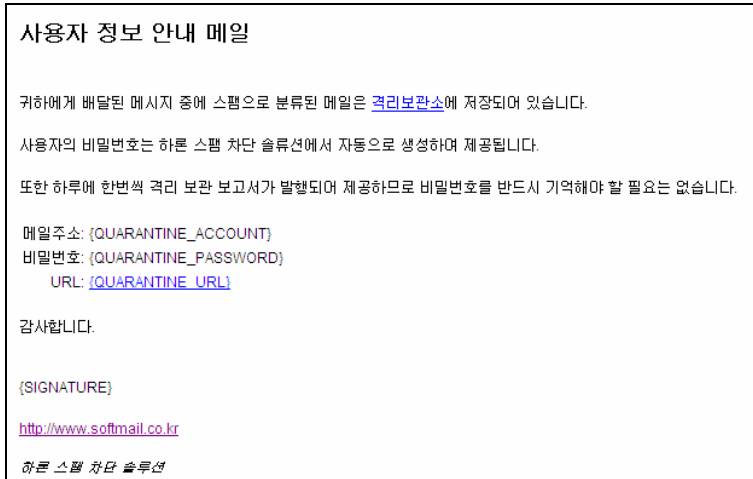 사용자 정보 안내 메일
귀하에게 배달된 메시지 중에 스팸으로 분류된 메일은 격리보관소에 저장되어 있습니다.
사용자의 비밀번호는 하론 스팸 차단 솔류션에서 자동으로 생성하여 제공됩니다.
또한 하루에 한번씩 격리 보관 보고서가 발행되어 제공하므로 비밀번호를 반드시 기억해야 할 필요는 없습니다.
메일주소: {QUARANTINE_ACCOUNT}
비밀번호: {QUARANTINE_PASSWORD}
URL: {QUARANTINE_URL}
감사합니다.
{SIGNATURE}
http://www.softmail.co.kr
하론 스팸 차단 솔루션